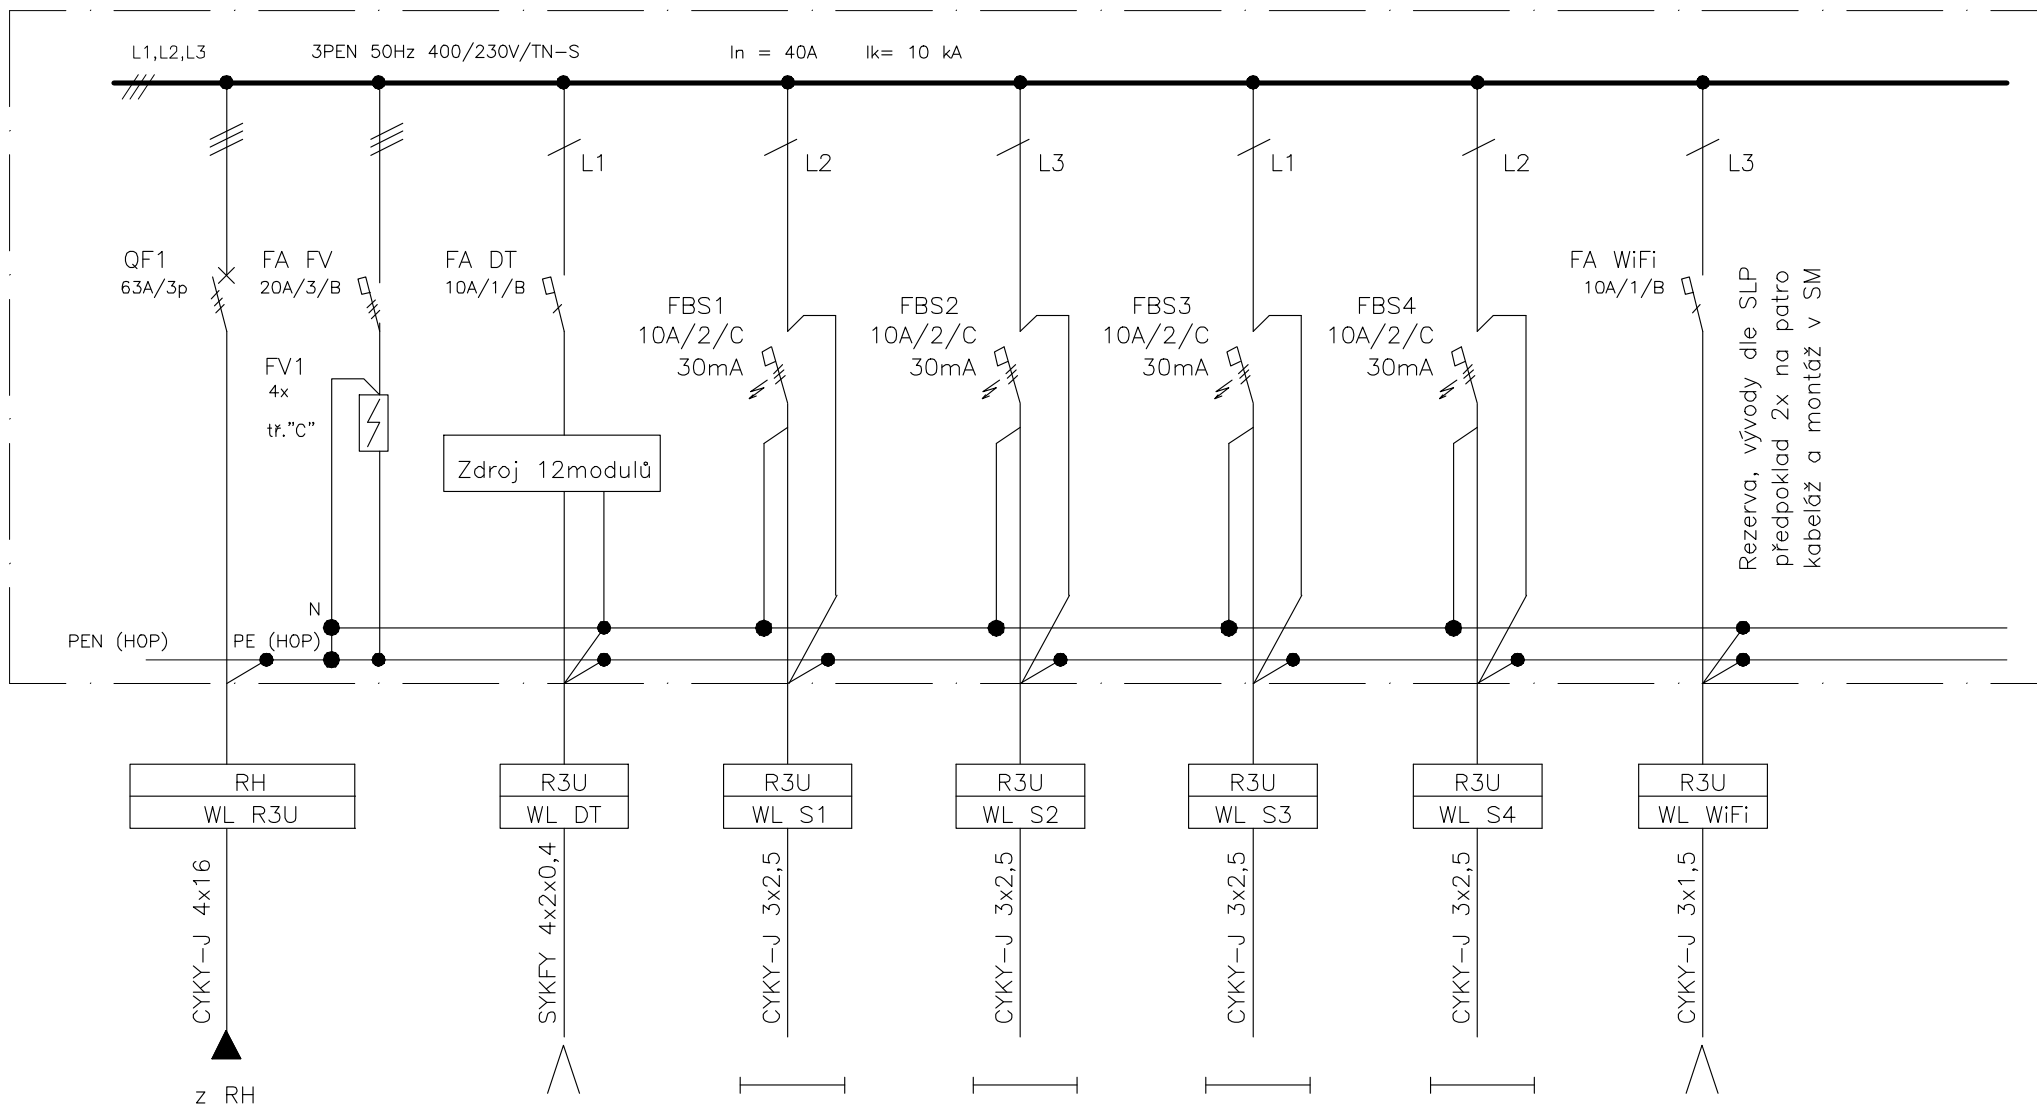 L1,L2,L3
3PEN 50Hz 400/230V/TN-S
In = 40A
Ik= 10 kA
L1
L2
L3
L1
L2
L3
QF1
63A/3p
FA FV
20A/3/B
FV1
4x
tř."C"
FA DT
10A/1/B
Zdroj 12modulů
FBS1
10A/2/C
30mA
FBS2
10A/2/C
30mA
FBS3
10A/2/C
30mA
FBS4
10A/2/C
30mA
FA WiFi
10A/1/B
Rezerva, vývody dle SLP
předpoklad 2x na patro
kabeláž a montáž v SM
N
PEN (HOP)
PE (HOP)
RH
WL R3U
R3U
WL DT
R3U
WL S1
R3U
WL S2
R3U
WL S3
R3U
WL S4
R3U
WL WiFi
CYKY-J 4x16
SYKFY 4x2x0,4
CYKY-J 3x2,5
CYKY-J 3x2,5
CYKY-J 3x2,5
CYKY-J 3x2,5
CYKY-J 3x1,5
z RH